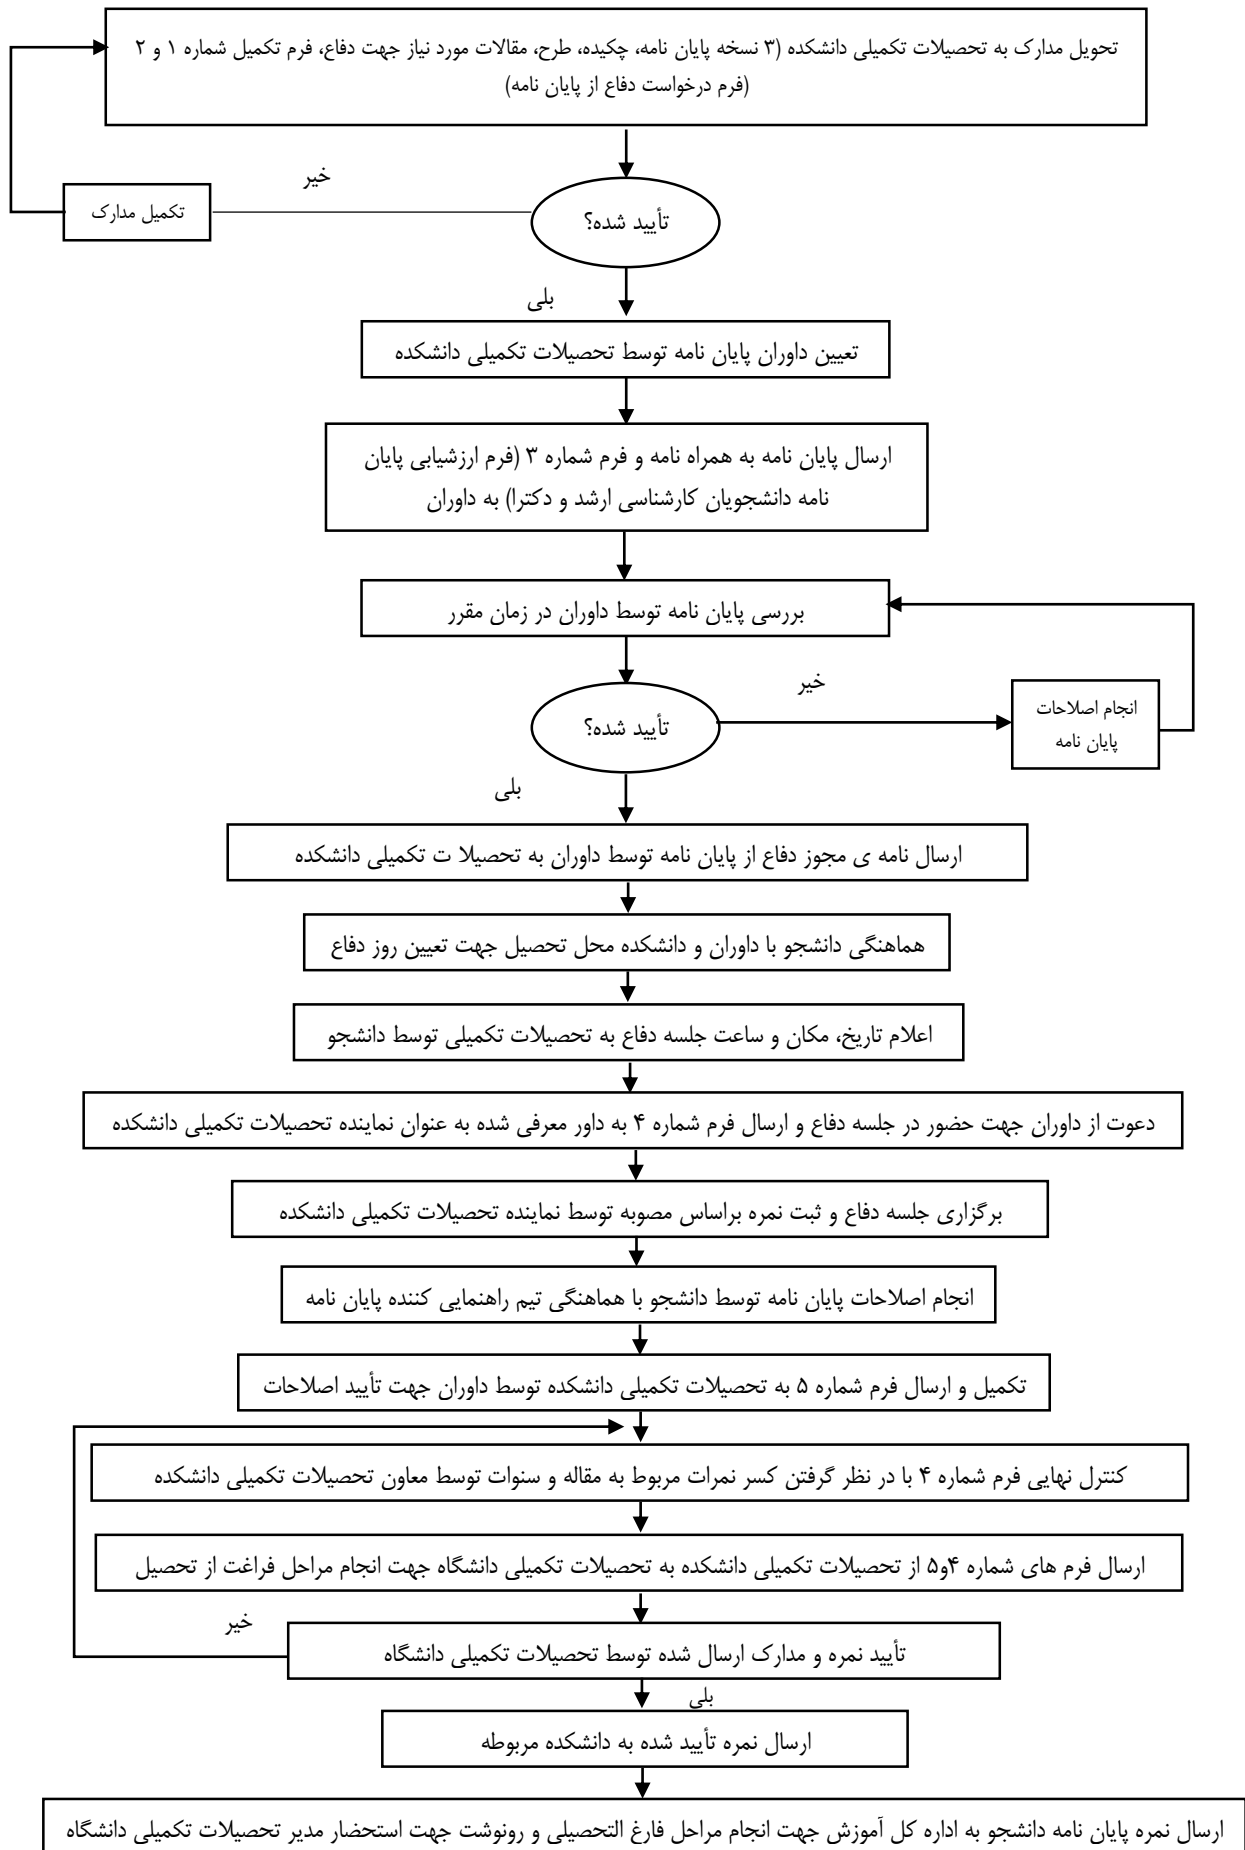 تحویل مدارک به تحصیلات تکمیلی دانشکده (۳ نسخه پایان نامه، چکیده، طرح، مقالات مورد نیاز جهت دفاع، فرم تکمیل شماره ۱ و ۲
(فرم درخواست دفاع از پایان نامه)
خیر
تکمیل مدارک
تأیید شده؟
بلی
تعیین داوران پایان نامه توسط تحصیلات تکمیلی دانشکده
ارسال پایان نامه به همراه نامه و فرم شماره ۳ (فرم ارزشیابی پایان
نامه دانشجویان کارشناسی ارشد و دکترا) به داوران
بررسی پایان نامه توسط داوران در زمان مقرر
خیر
تأیید شده؟
انجام اصلاحات
پایان نامه
بلی
ارسال نامه ی مجوز دفاع از پایان نامه توسط داوران به تحصیلا ت تکمیلی دانشکده
هماهنگی دانشجو با داوران و دانشکده محل تحصیل جهت تعیین روز دفاع
اعلام تاریخ، مکان و ساعت جلسه دفاع به تحصیلات تکمیلی توسط دانشجو
دعوت از داوران جهت حضور در جلسه دفاع و ارسال فرم شماره ۴ به داور معرفی شده به عنوان نماینده تحصیلات تکمیلی دانشکده
برگزاری جلسه دفاع و ثبت نمره براساس مصوبه توسط نماینده تحصیلات تکمیلی دانشکده
انجام اصلاحات پایان نامه توسط دانشجو با هماهنگی تیم راهنمایی کننده پایان نامه
تکمیل و ارسال فرم شماره ۵ به تحصیلات تکمیلی دانشکده توسط داوران جهت تأیید اصلاحات
کنترل نهایی فرم شماره ۴ با در نظر گرفتن کسر نمرات مربوط به مقاله و سنوات توسط معاون تحصیلات تکمیلی دانشکده
ارسال فرم های شماره ۴و۵ از تحصیلات تکمیلی دانشکده به تحصیلات تکمیلی دانشگاه جهت انجام مراحل فراغت از تحصیل
خیر
تأیید نمره و مدارک ارسال شده توسط تحصیلات تکمیلی دانشگاه
بلی
ارسال نمره تأیید شده به دانشکده مربوطه
ارسال نمره پایان نامه دانشجو به اداره کل آموزش جهت انجام مراحل فارغ التحصیلی و رونوشت جهت استحضار مدیر تحصیلات تکمیلی دانشگاه